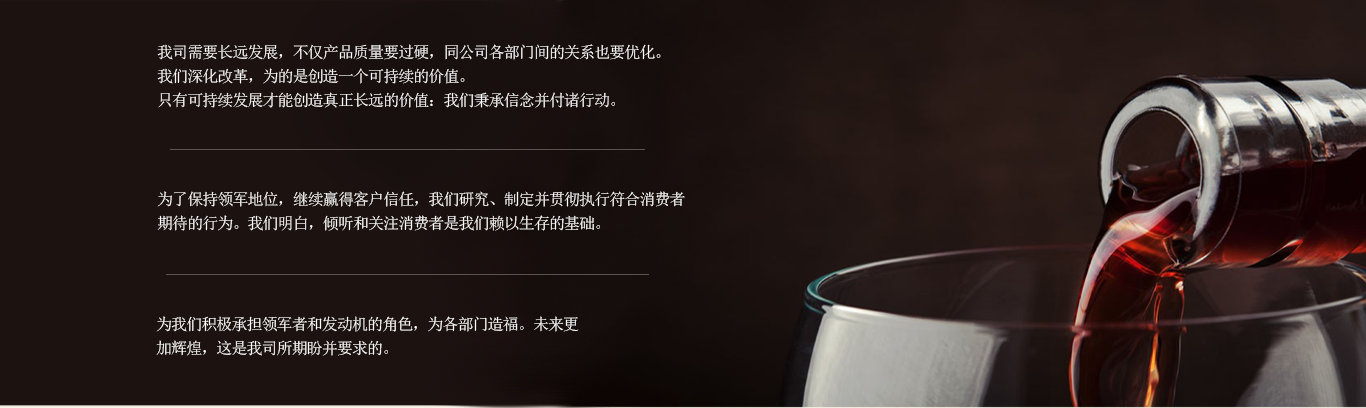 我司需要长远发展，不仅产品质量要过硬，同公司各部门间的关系也要优化。
我们深化改革，为的是创造一个可持续的价值。
只有可持续发展才能创造真正长远的价值：我们秉承信念并付诸行动。
为了保持领军地位，继续赢得客户信任，我们研究、制定并贯彻执行符合消费者
期待的行为。我们明白，倾听和关注消费者是我们赖以生存的基础。
为我们积极承担领军者和发动机的角色，为各部门造福。未来更
加辉煌，这是我司所期盼并要求的。